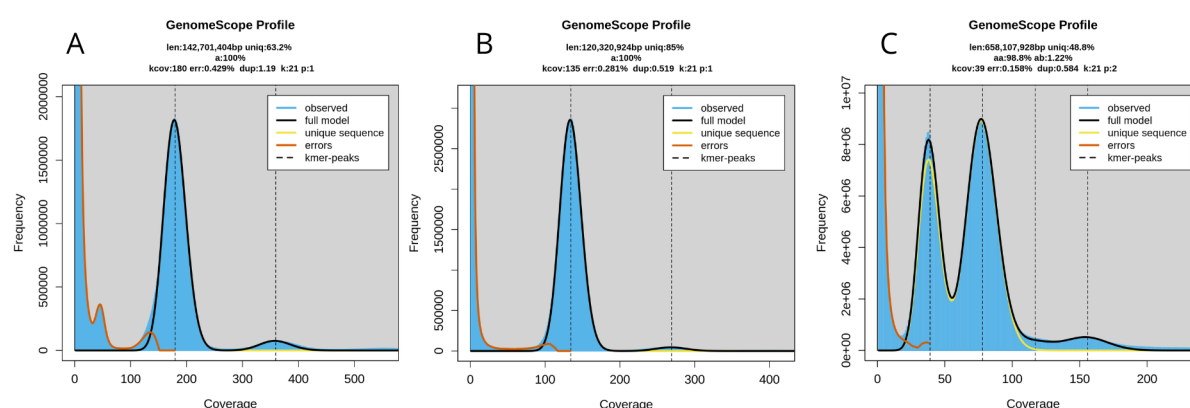 A
GenomeScope Profile
len:142,701,404bp uniq:63.2%
a:100%
kcov:180 err:0.429% dup:1.19 k:21 p:1
observed
full model
unique sequence
errors
kmer-peaks
Frequency
2000000
1500000
1000000
500000
0
0 100 200 300 400 500
Coverage
B
GenomeScope Profile
len:120,320,924bp uniq:85%
a:100%
kcov:135 err:0.281% dup:0.519 k:21 p:1
observed
full model
unique sequence
errors
kmer-peaks
Frequency
2500000
1500000
500000
0
0 100 200 300 400
Coverage
C
GenomeScope Profile
len:658,107,928bp uniq:48.8%
aa:98.8% ab:1.22%
kcov:39 err:0.158% dup:0.584 k:21 p:2
observed
full model
unique sequence
errors
kmer-peaks
Frequency
1e+07
8e+06
6e+06
4e+06
2e+06
0e+00
0 50 100 150 200
Coverage